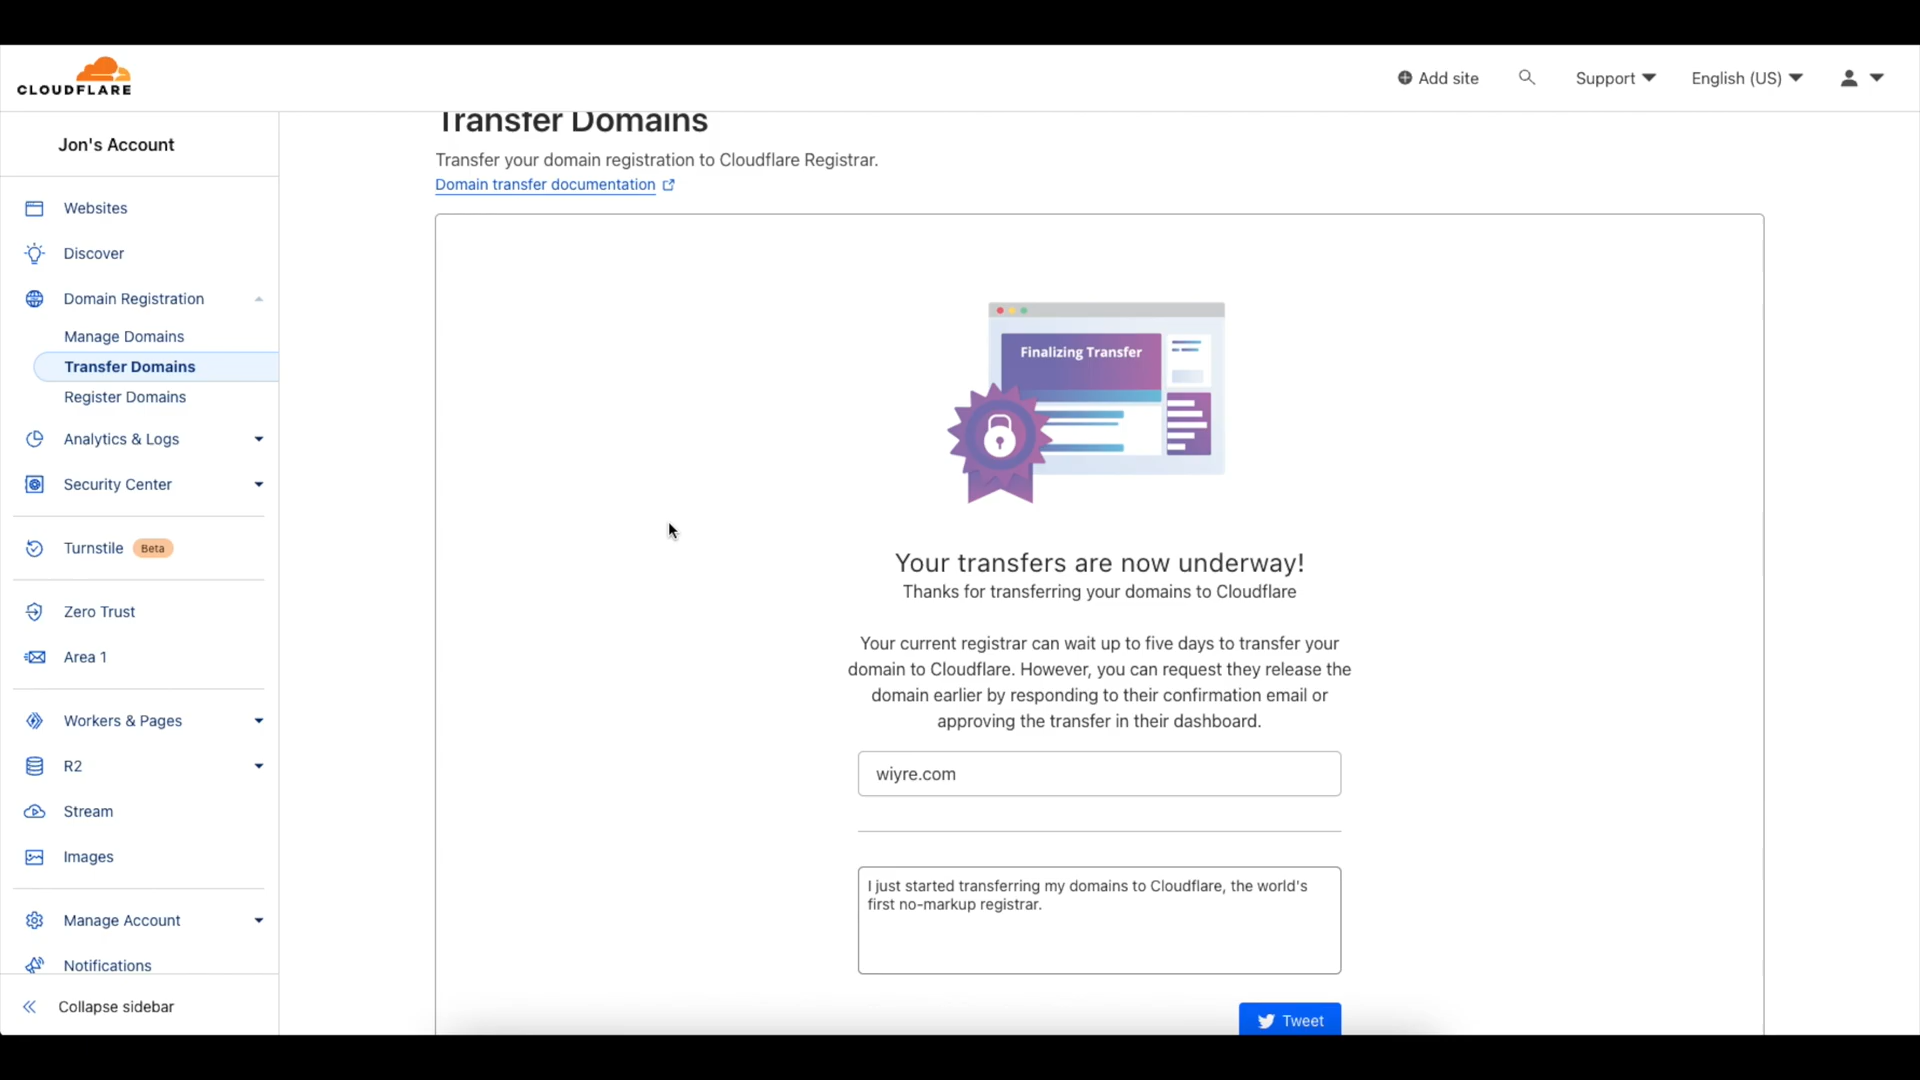 CLOUDFLARE
Add site
Support
English (US)
Jon's Account
Websites
Discover
Domain Registration
Manage Domains
Transfer Domains
Register Domains
Analytics & Logs
Security Center
Turnstile Beta
Zero Trust
Area 1
Workers & Pages
R2
Stream
Images
Manage Account
Notifications
Collapse sidebar
Transfer Domains
Transfer your domain registration to Cloudflare Registrar.
Domain transfer documentation
Finalizing Transfer
Your transfers are now underway!
Thanks for transferring your domains to Cloudflare
Your current registrar can wait up to five days to transfer your
domain to Cloudflare. However, you can request they release the
domain earlier by responding to their confirmation email or
approving the transfer in their dashboard.
wiyre.com
I just started transferring my domains to Cloudflare, the world's
first no-markup registrar.
Tweet